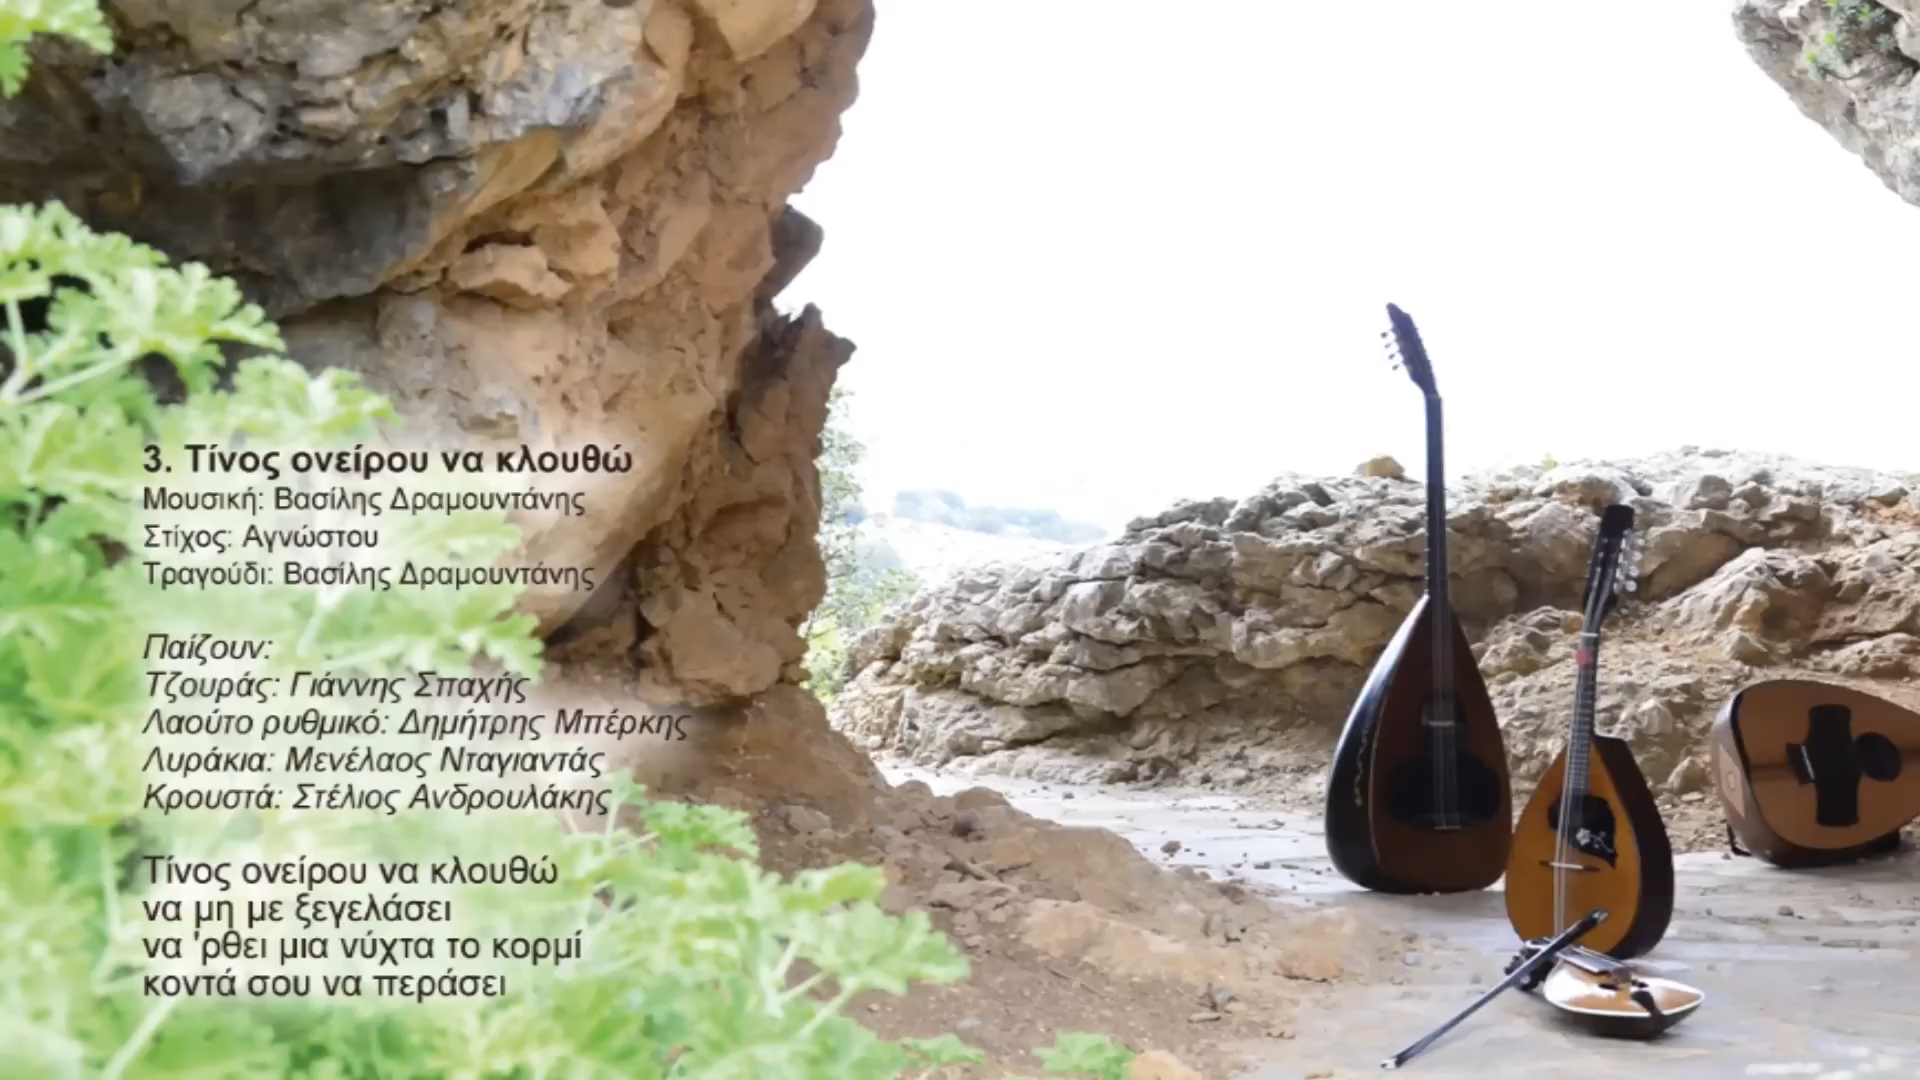 3. Τίνος ονείρου να κλουθώ
Μουσική: Βασίλης Δραμουντάνης
Στίχος: Αγνώστου
Τραγούδι: Βασίλης Δραμουντάνης
Παίζουν:
Τζουράς: Γιάννης Σπαχής
Λαούτο ρυθμικό: Δημήτρης Μπέρκης
Λυράκια: Μενέλαος Νταγιαντάς
Κρουστά: Στέλιος Ανδρουλάκης
Τίνος ονείρου να κλουθώ
να μη με ξεγελάσει
να 'ρθει μια νύχτα το κορμί
κοντά σου να περάσει